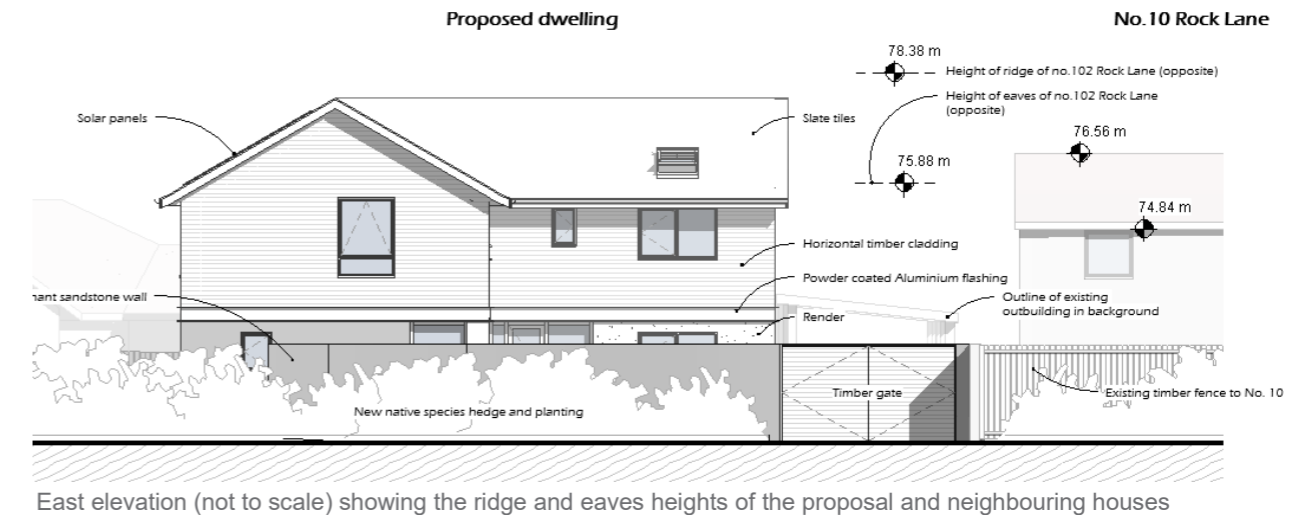 Proposed dwelling
No.10 Rock Lane
78.38 m
Height of ridge of no.102 Rock Lane (opposite)
Height of eaves of no.102 Rock Lane
(opposite)
Solar panels
Slate tiles
76.56 m
75.88 m
74.84 m
Horizontal timber cladding
Powder coated Aluminium flashing
nant sandstone wall
Outline of existing
outbuilding in background
Render
Timber gate
Existing timber fence to No. 10
New native species hedge and planting
East elevation (not to scale) showing the ridge and eaves heights of the proposal and neighbouring houses